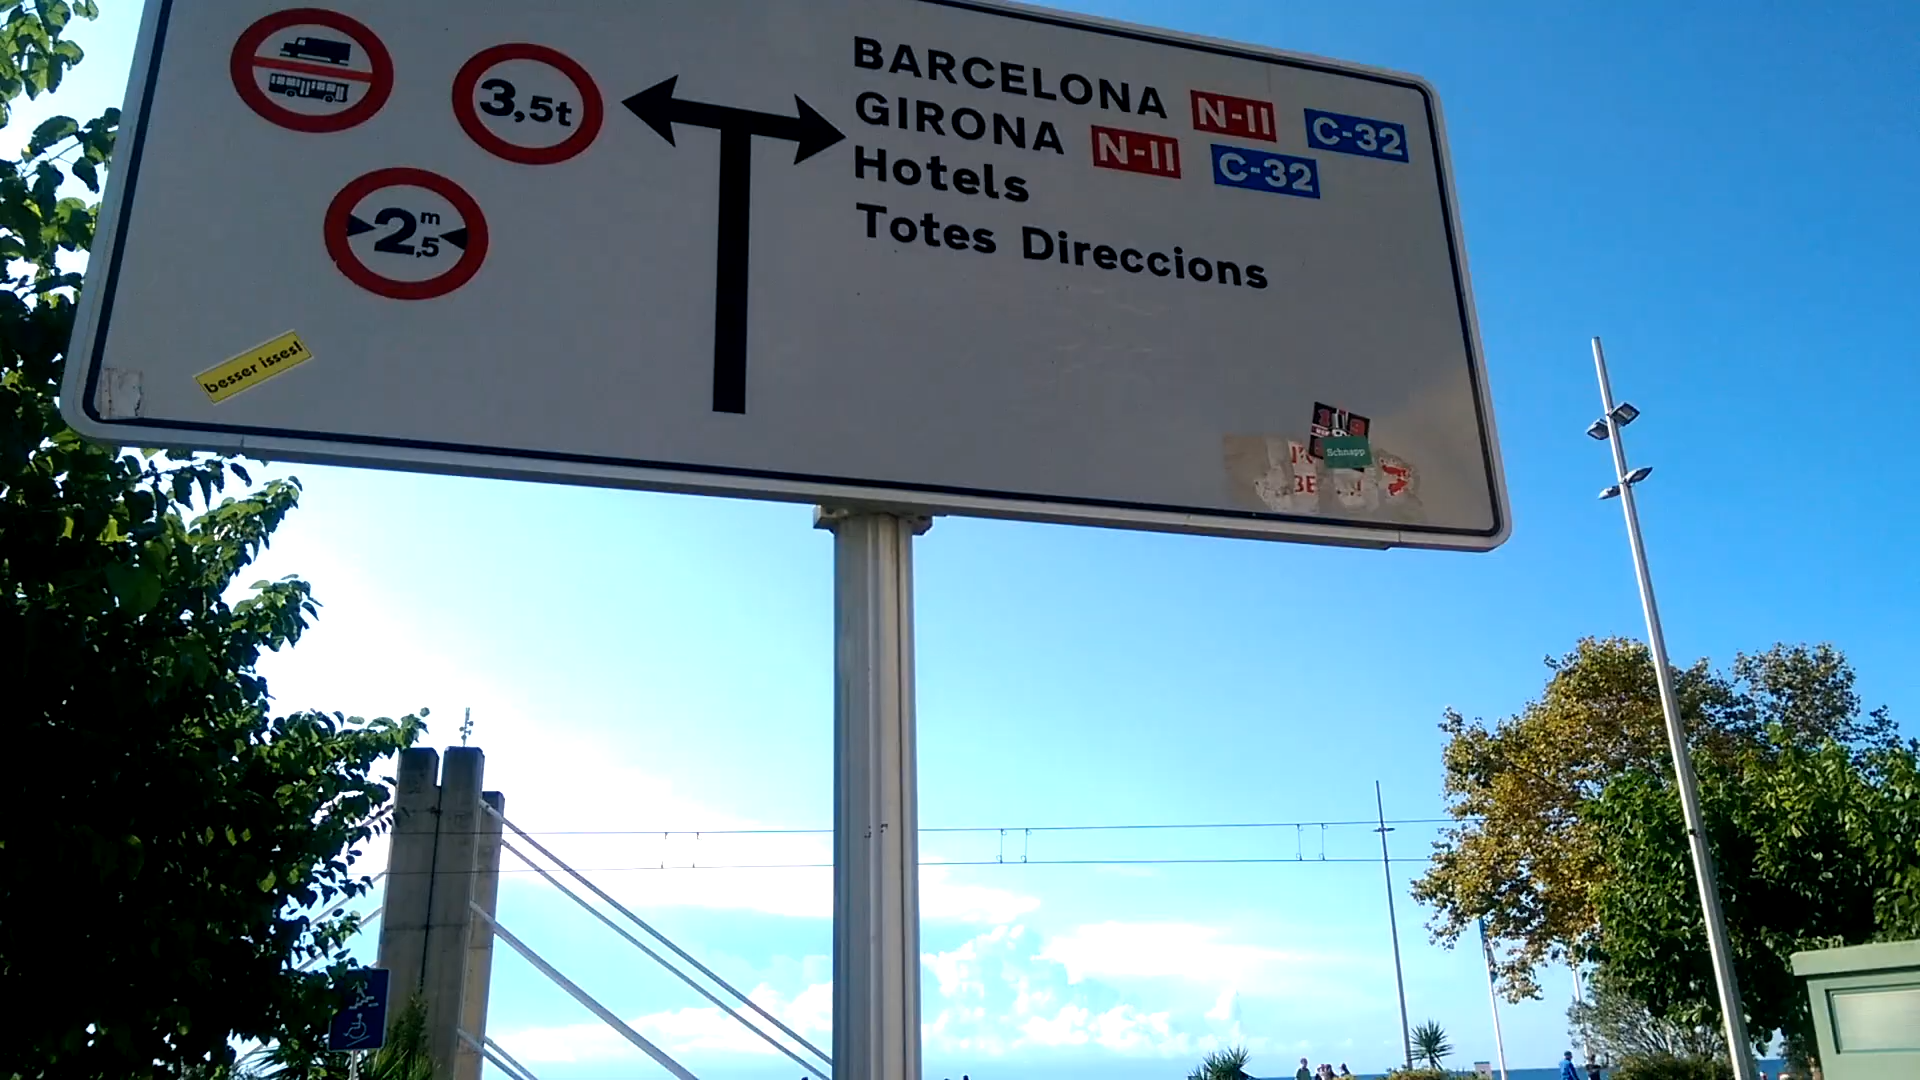 3,5t
2,5 m
BARCELONA N-II C-32
GIRONA N-II C-32
Hotels
Totes Direccions
besser isses!
Schnapp